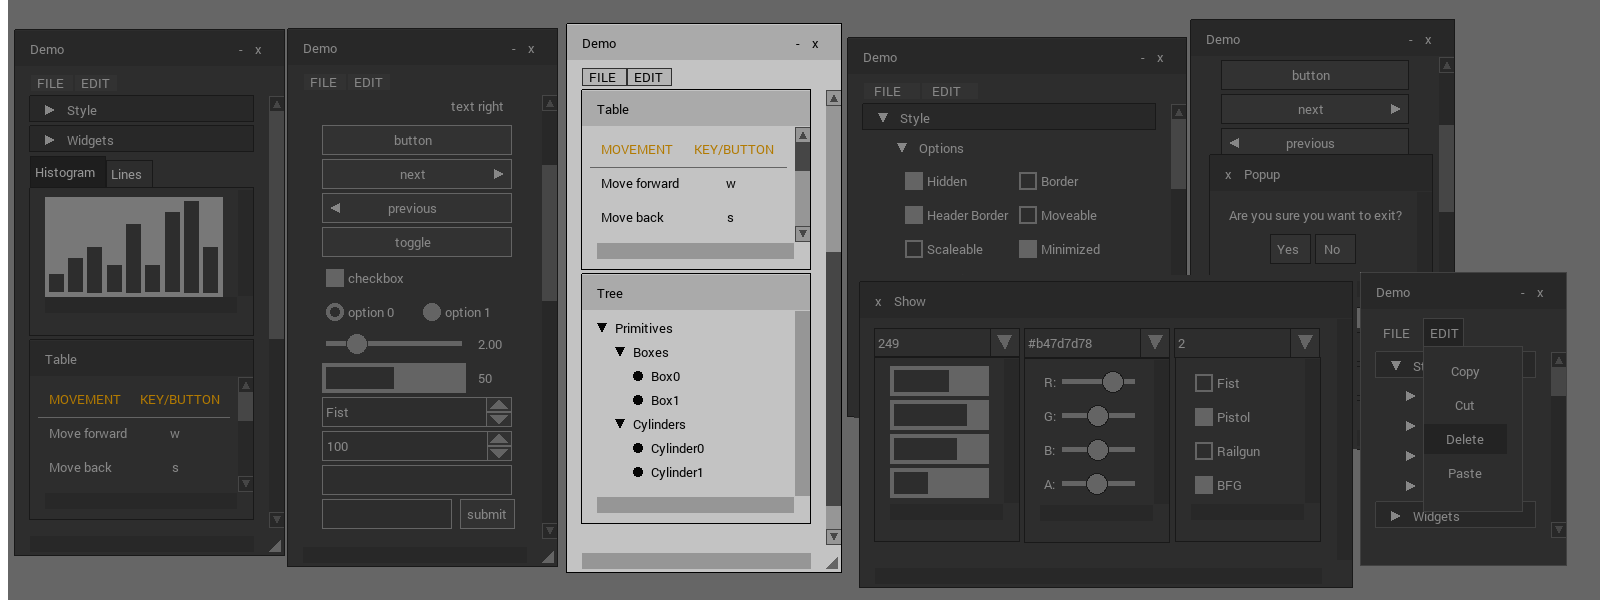 Demo - x
FILE EDIT
Style
Widgets
Histogram Lines
Table
MOVEMENT KEY/BUTTON
Move forward w
Move back s
Demo - x
FILE EDIT
text right
button
next
previous
toggle
checkbox
option 0 option 1
2.00
50
Fist
100
submit
Demo - x
FILE EDIT
Table
MOVEMENT KEY/BUTTON
Move forward w
Move back s
Tree
Primitives
Boxes
Box0
Box1
Cylinders
Cylinder0
Cylinder1
Demo - x
FILE EDIT
Style
Options
Hidden Border
Header Border Moveable
Scaleable Minimized
Demo - x
button
next
previous
x Popup
Are you sure you want to exit?
Yes No
x Show
249 #b47d7d78 2
R:
G:
B:
A:
Fist
Pistol
Railgun
BFG
Demo - x
FILE EDIT
St
Copy
Cut
Delete
Paste
Widgets